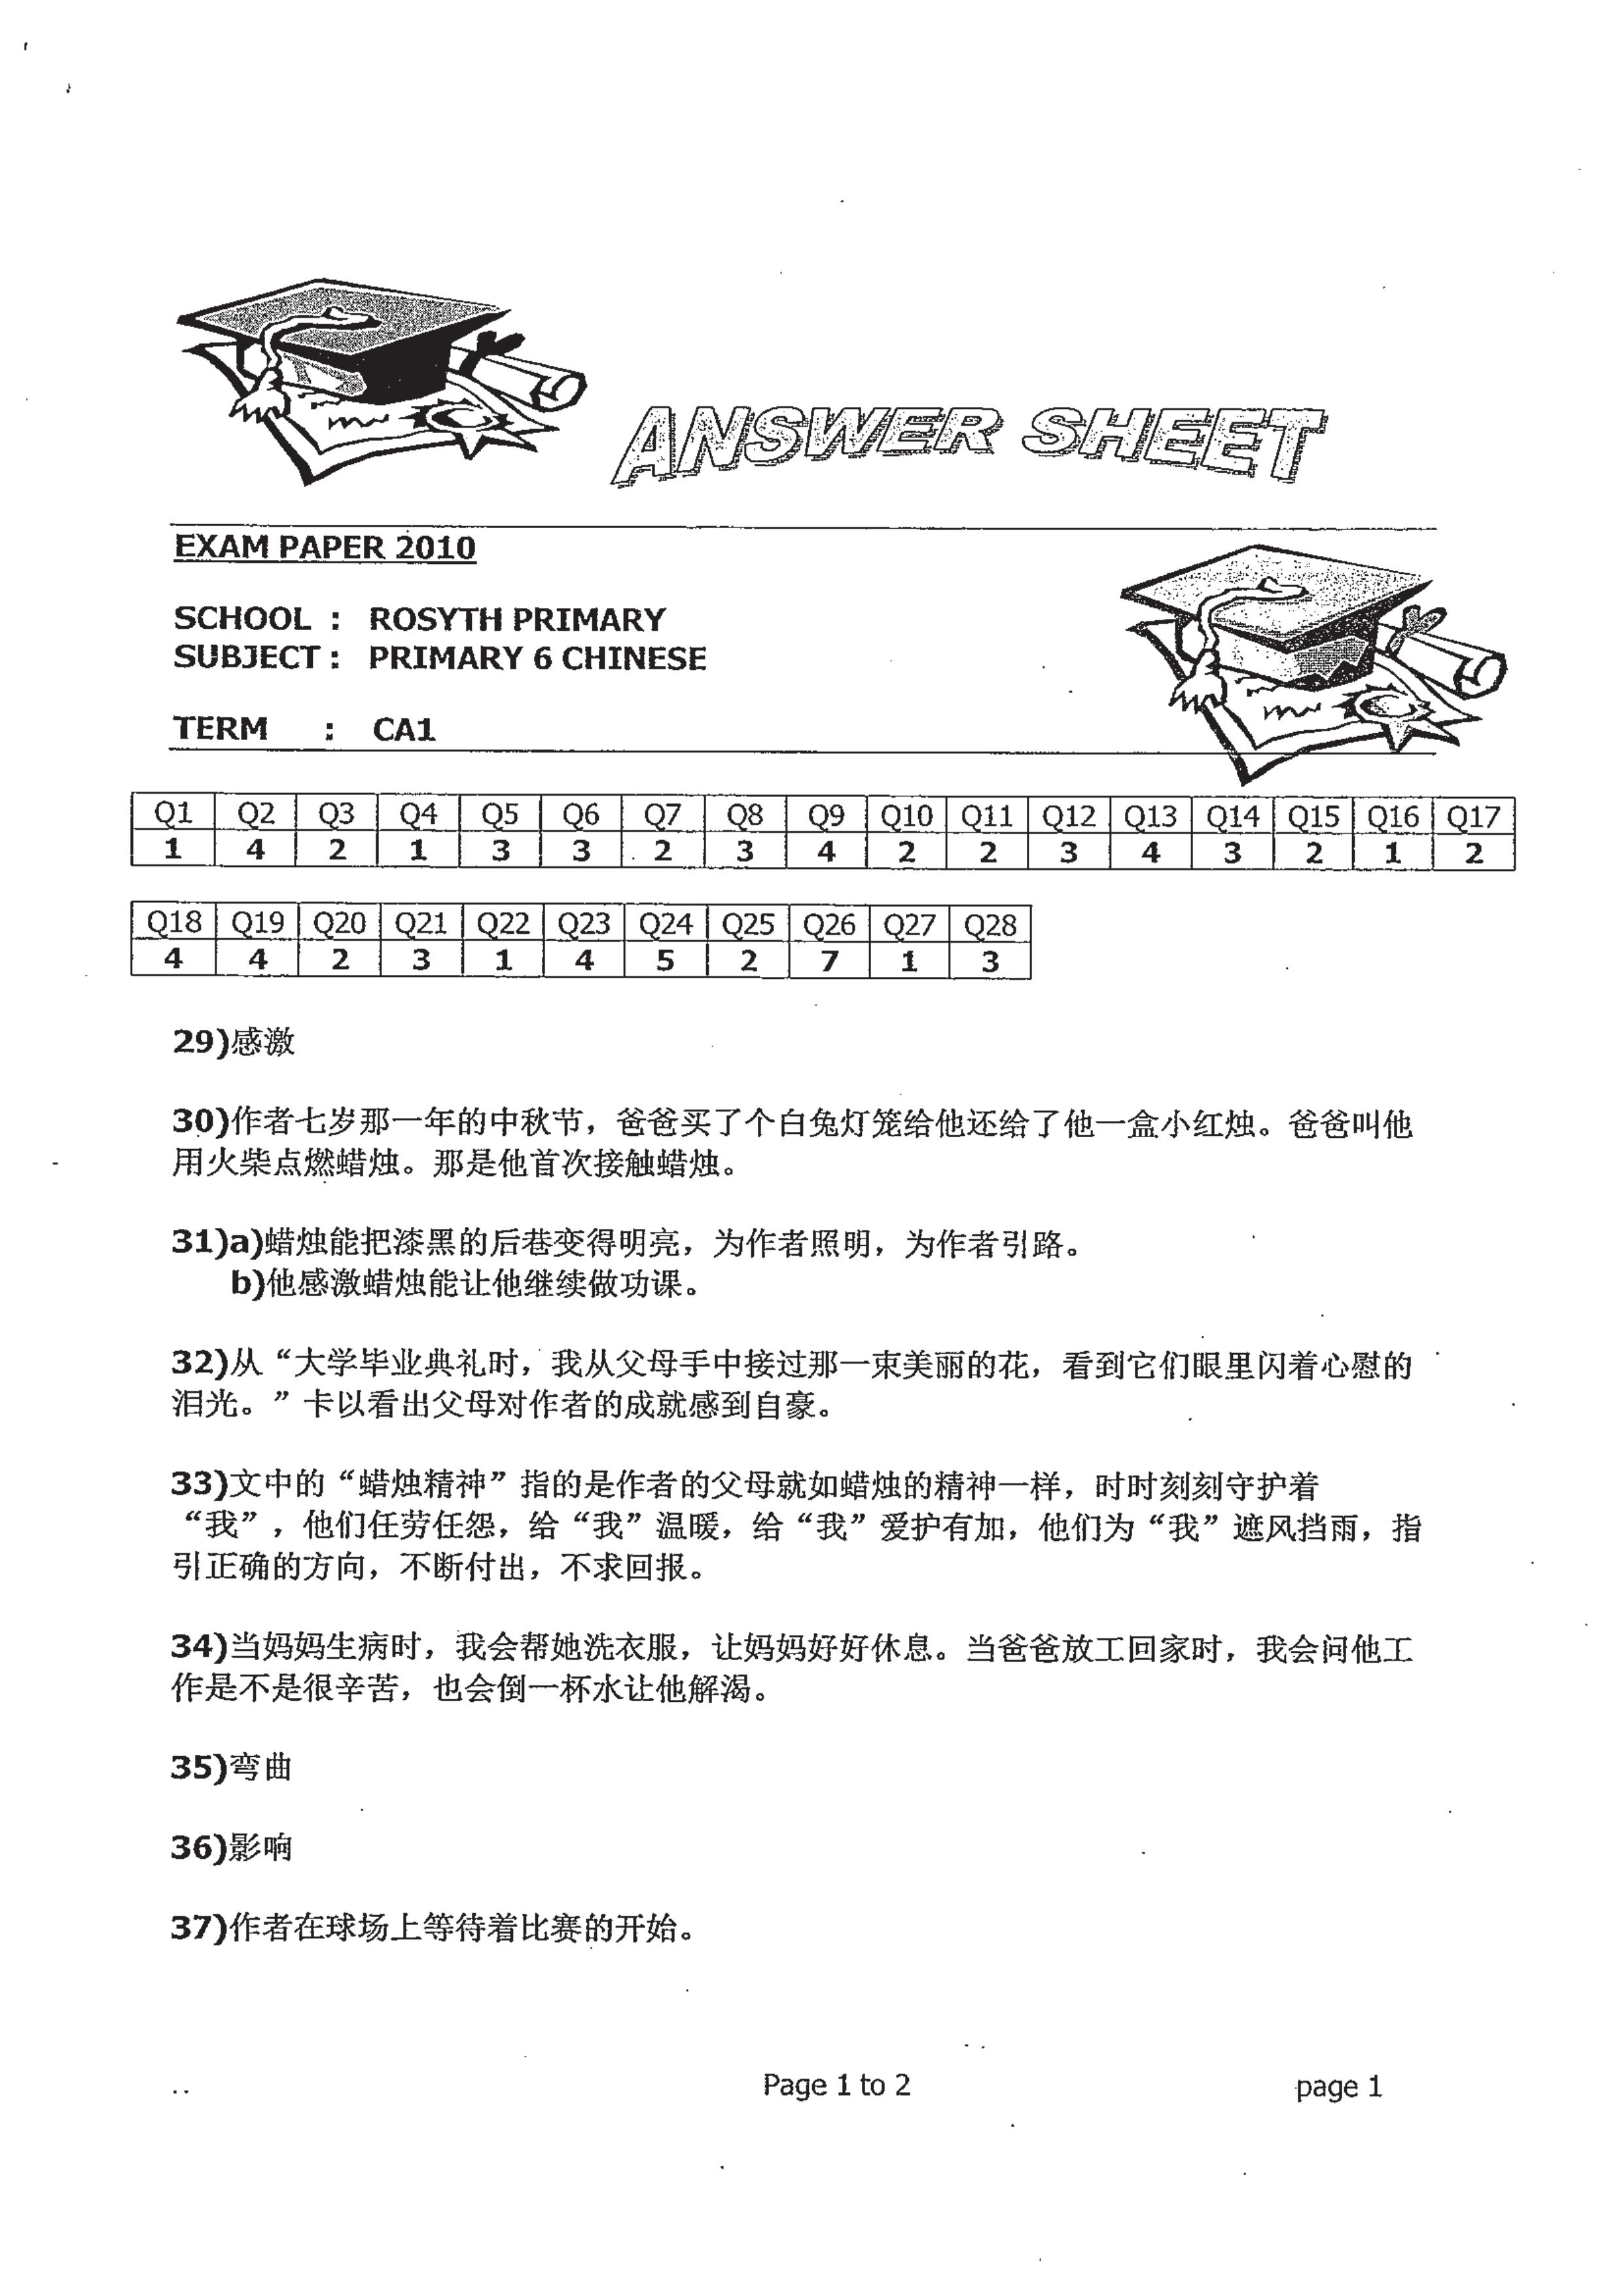 ANSWER SHEET
EXAM PAPER 2010
SCHOOL : ROSYTH PRIMARY
SUBJECT : PRIMARY 6 CHINESE
TERM : CA1
Q1 Q2 Q3 Q4 Q5 Q6 Q7 Q8 Q9 Q10 Q11 Q12 Q13 Q14 Q15 Q16 Q17
1 4 2 1 3 3 2 3 4 2 2 3 4 3 2 1 2
Q18 Q19 Q20 Q21 Q22 Q23 Q24 Q25 Q26 Q27 Q28
4 4 2 3 1 4 5 2 7 1 3
29)感激
30)作者七岁那一年的中秋节，爸爸买了个白兔灯笼给他还给了他一盒小红烛。爸爸叫他
用火柴点燃蜡烛。那是他首次接触蜡烛。
31)a)蜡烛能把漆黑的后巷变得明亮，为作者照明，为作者引路。
b)他感激蜡烛能让他继续做功课。
32)从“大学毕业典礼时，我从父母手中接过那一束美丽的花，看到它们眼里闪着心慰的
泪光。”卡以看出父母对作者的成就感到自豪。
33)文中的“蜡烛精神”指的是作者的父母就如蜡烛的精神一样，时时刻刻守护着
“我”，他们任劳任怨，给“我”温暖，给“我”爱护有加，他们为“我”遮风挡雨，指
引正确的方向，不断付出，不求回报。
34)当妈妈生病时，我会帮她洗衣服，让妈妈好好休息。当爸爸放工回家时，我会问他工
作是不是很辛苦，也会倒一杯水让他解渴。
35)弯曲
36)影响
37)作者在球场上等待着比赛的开始。
Page 1 to 2 page 1